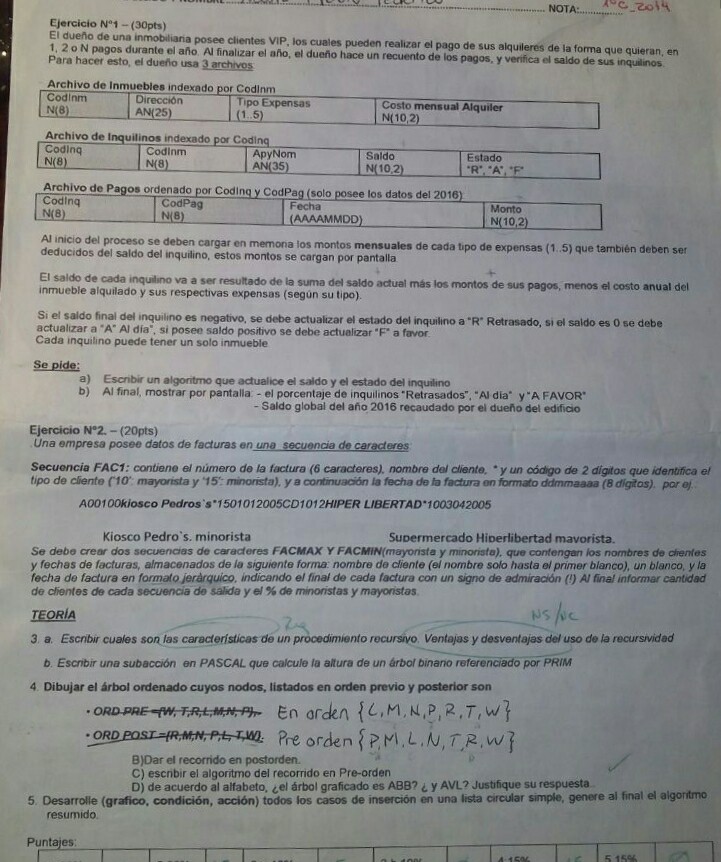 NOTA:
1°C_2019
Ejercicio N°1 – (30pts)
El dueño de una inmobiliaria posee clientes VIP, los cuales pueden realizar el pago de sus alquileres de la forma que quieran, en
1, 2 o N pagos durante el año. Al finalizar el año, el dueño hace un recuento de los pagos, y verifica el saldo de sus inquilinos.
Para hacer esto, el dueño usa 3 archivos
Archivo de Inmuebles indexado por CodInm
CodInm Dirección Tipo Expensas Costo mensual Alquiler
N(8) AN(25) (1..5) N(10,2)
Archivo de Inquilinos indexado por CodInq
CodInq CodInm ApyNom Saldo Estado
N(8) N(8) AN(35) N(10,2) "R", "A", "F"
Archivo de Pagos ordenado por CodInq y CodPag (solo posee los datos del 2016)
CodInq CodPag Fecha Monto
N(8) N(8) (AAAAMMDD) N(10,2)
Al inicio del proceso se deben cargar en memoria los montos mensuales de cada tipo de expensas (1..5) que también deben ser
deducidos del saldo del inquilino, estos montos se cargan por pantalla
El saldo de cada inquilino va a ser resultado de la suma del saldo actual más los montos de sus pagos, menos el costo anual del
inmueble alquilado y sus respectivas expensas (según su tipo).
Si el saldo final del inquilino es negativo, se debe actualizar el estado del inquilino a "R" Retrasado, si el saldo es 0 se debe
actualizar a "A" Al día", si posee saldo positivo se debe actualizar "F" a favor.
Cada inquilino puede tener un solo inmueble
Se pide:
a) Escribir un algoritmo que actualice el saldo y el estado del inquilino
b) Al final, mostrar por pantalla: - el porcentaje de inquilinos "Retrasados", "Al día" y "A FAVOR"
- Saldo global del año 2016 recaudado por el dueño del edificio
Ejercicio N°2. – (20pts)
Una empresa posee datos de facturas en una secuencia de caracteres:
Secuencia FAC1: contiene el número de la factura (6 caracteres), nombre del cliente, * y un código de 2 dígitos que identifica el
tipo de cliente ('10': mayorista y '15': minorista), y a continuación la fecha de la factura en formato ddmmaaaa (8 dígitos). por ej.:
A00100kiosco Pedros`s*1501012005CD1012HIPER LIBERTAD*1003042005
Kiosco Pedro`s. minorista Supermercado Hiperlibertad mayorista.
Se debe crear dos secuencias de caracteres FACMAX Y FACMIN(mayorista y minorista), que contengan los nombres de clientes
y fechas de facturas, almacenados de la siguiente forma: nombre de cliente (el nombre solo hasta el primer blanco), un blanco, y la
fecha de factura en formato jerárquico, indicando el final de cada factura con un signo de admiración (!) Al final informar cantidad
de clientes de cada secuencia de salida y el % de minoristas y mayoristas.
TEORÍA
NS/NC
3. a. Escribir cuales son las características de un procedimiento recursivo. Ventajas y desventajas del uso de la recursividad
b. Escribir una subacción en PASCAL que calcule la altura de un árbol binario referenciado por PRIM
4. Dibujar el árbol ordenado cuyos nodos, listados en orden previo y posterior son
• ORD PRE ={W, T,R,L,M,N, P},. En orden {L,M,N,P,R,T,W}
• ORD POST ={R,M,N, P,L, T,W}. Pre orden {P,M,L,N,T,R,W}
B)Dar el recorrido en postorden.
C) escribir el algoritmo del recorrido en Pre-orden
D) de acuerdo al alfabeto, ¿el árbol graficado es ABB? ¿ y AVL? Justifique su respuesta.
5. Desarrolle (grafico, condición, acción) todos los casos de inserción en una lista circular simple, genere al final el algoritmo
resumido.
Puntajes:
4:15% 5.15%